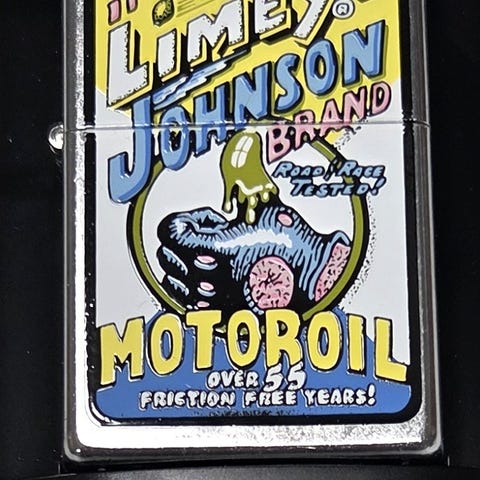 "LIMEY"®
JOHNSON
BRAND
ROAD, RACE
TESTED!
MOTOROIL
OVER 55
FRICTION FREE YEARS!